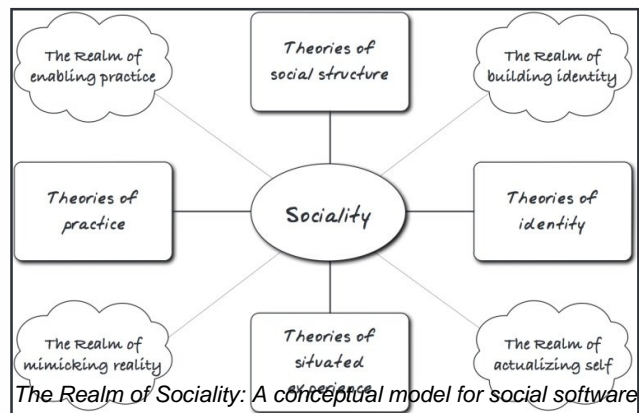 The Realm of
enabling practice
Theories of
social structure
The Realm of
building identity
Theories of
practice
Sociality
Theories of
identity
The Realm of
mimicking reality
Theories of
situated
experience
The Realm of
actualizing self
The Realm of Sociality: A conceptual model for social software